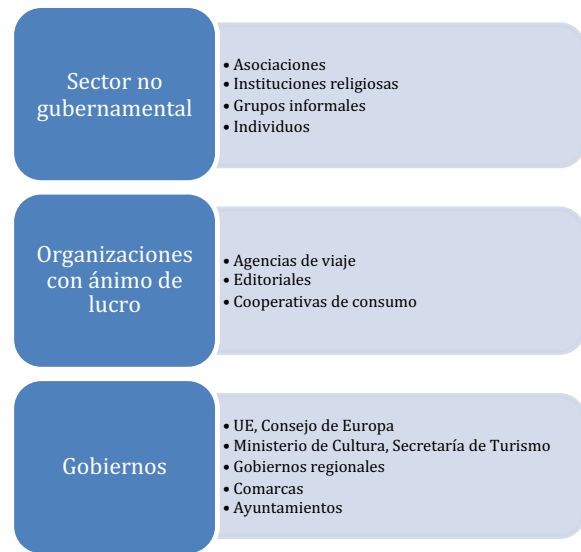 Sector no
gubernamental
• Asociaciones
• Instituciones religiosas
• Grupos informales
• Individuos
Organizaciones
con ánimo de
lucro
• Agencias de viaje
• Editoriales
• Cooperativas de consumo
Gobiernos
• UE, Consejo de Europa
• Ministerio de Cultura, Secretaría de Turismo
• Gobiernos regionales
• Comarcas
• Ayuntamientos